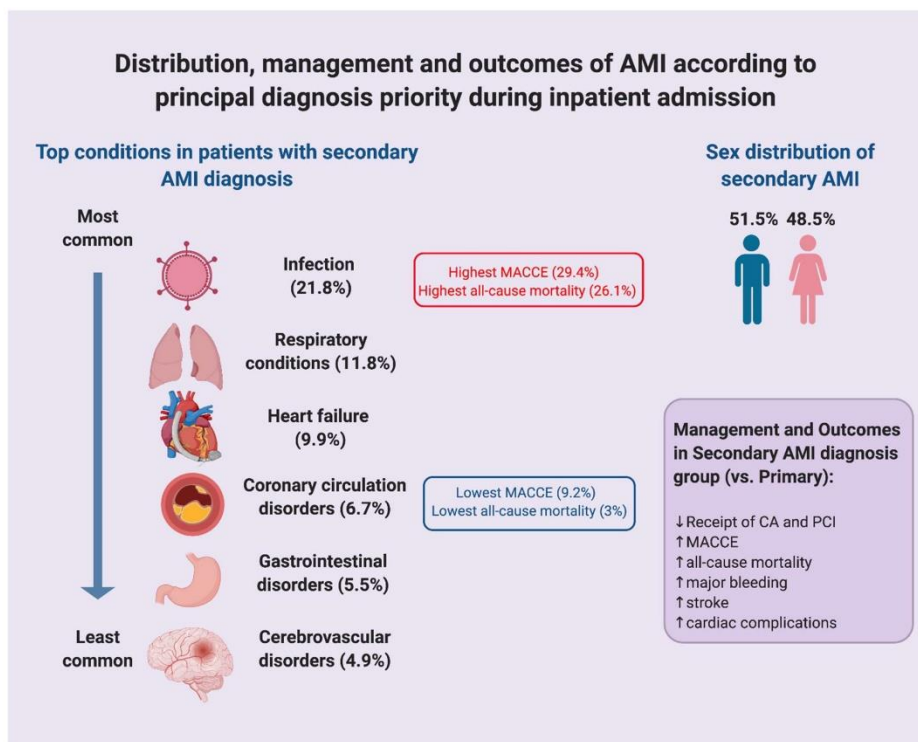 Distribution, management and outcomes of AMI according to
principal diagnosis priority during inpatient admission
Top conditions in patients with secondary
AMI diagnosis
Most
common
Infection
(21.8%)
Highest MACCE (29.4%)
Highest all-cause mortality (26.1%)
Respiratory
conditions (11.8%)
Heart failure
(9.9%)
Coronary circulation
disorders (6.7%)
Lowest MACCE (9.2%)
Lowest all-cause mortality (3%)
Gastrointestinal
disorders (5.5%)
Least
common
Cerebrovascular
disorders (4.9%)
Sex distribution of
secondary AMI
51.5% 48.5%
Management and Outcomes
in Secondary AMI diagnosis
group (vs. Primary):
↓Receipt of CA and PCI
↑MACCE
↑all-cause mortality
↑major bleeding
↑stroke
↑cardiac complications